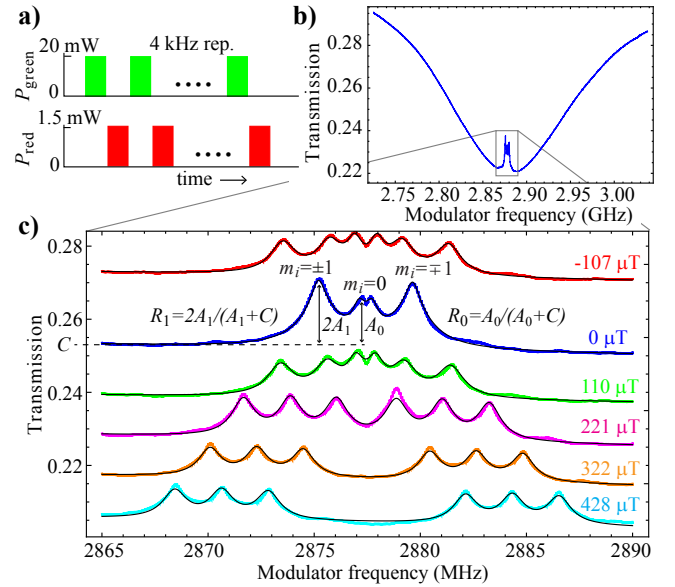 a)
20 mW
4 kHz rep.
P_green
0
1.5 mW
P_red
0
time →
b)
Transmission
0.28
0.26
0.24
0.22
2.75
2.80
2.85
2.90
2.95
3.00
Modulator frequency (GHz)
c)
Transmission
0.28
0.26
C
0.24
0.22
-107 μT
m_i=±1
m_i=0
m_i=∓1
R_1=2A_1/(A_1+C)
2A_1
A_0
R_0=A_0/(A_0+C)
0 μT
110 μT
221 μT
322 μT
428 μT
2865
2870
2875
2880
2885
2890
Modulator frequency (MHz)